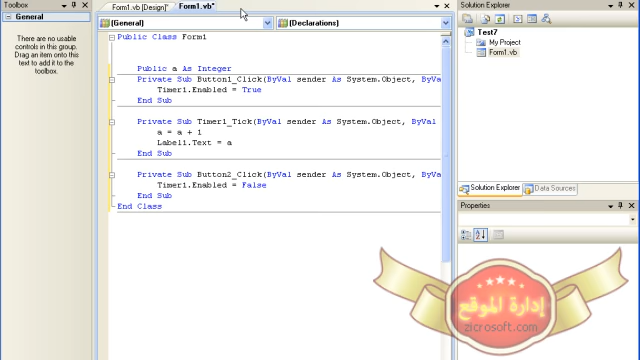 Toolbox
General
There are no usable
controls in this group.
Drag an item onto this
text to add it to the
toolbox.
Form1.vb [Design]*
Form1.vb*
(General)
(Declarations)
Public Class Form1
Public a As Integer
Private Sub Button1_Click(ByVal sender As System.Object, ByVa
Timer1.Enabled = True
End Sub
Private Sub Timer1_Tick(ByVal sender As System.Object, ByVal
a = a + 1
Label1.Text = a
End Sub
Private Sub Button2_Click(ByVal sender As System.Object, ByVa
Timer1.Enabled = False
End Sub
End Class
Solution Explorer
Test7
My Project
Form1.vb
Solution Explorer
Data Sources
Properties
إدارة الموقع
zicrosoft.com